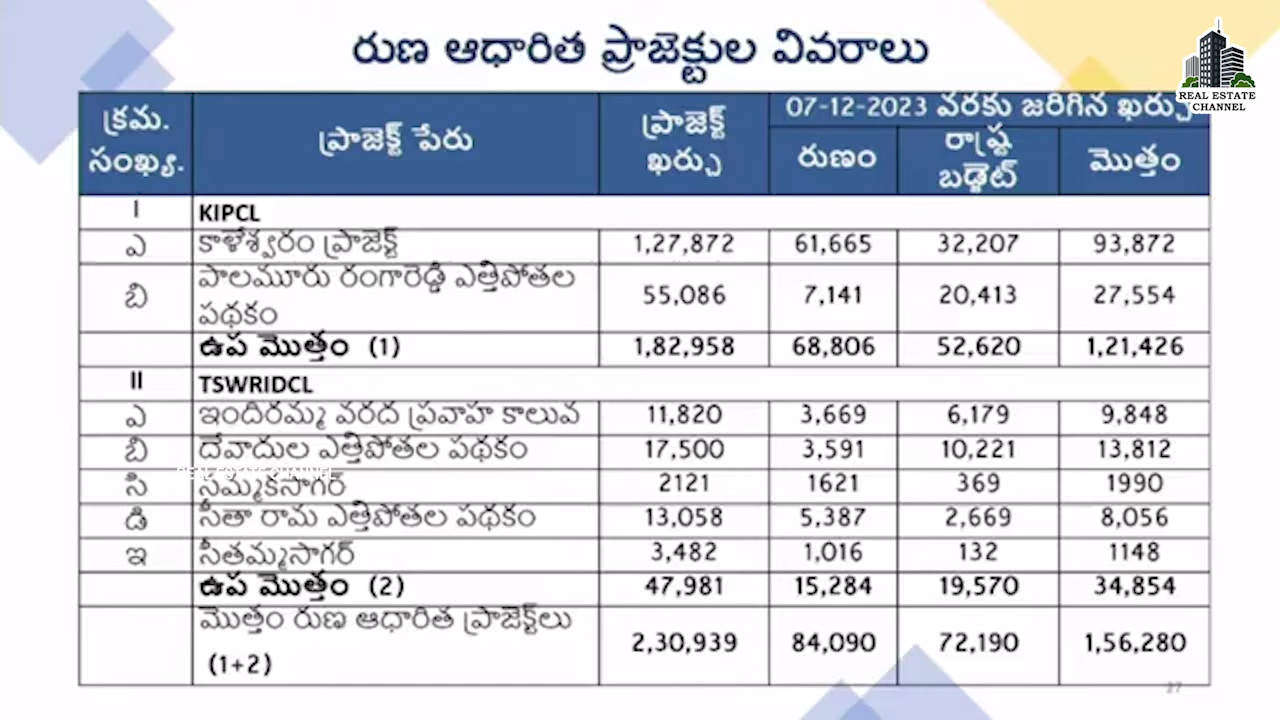 రుణ ఆధారిత ప్రాజెక్టుల వివరాలు
REAL ESTATE
CHANNEL
క్రమ. సంఖ్య. ప్రాజెక్ట్ పేరు ప్రాజెక్ట్ ఖర్చు 07-12-2023 వరకు జరిగిన ఖర్చు
రుణం రాష్ట్ర బడ్జెట్ మొత్తం
I KIPCL
ఎ కాళేశ్వరం ప్రాజెక్ట్ 1,27,872 61,665 32,207 93,872
బి పాలమూరు రంగారెడ్డి ఎత్తిపోతల పథకం 55,086 7,141 20,413 27,554
ఉప మొత్తం (1) 1,82,958 68,806 52,620 1,21,426
II TSWRIDCL
ఎ ఇందిరమ్మ వరద ప్రవాహ కాలువ 11,820 3,669 6,179 9,848
బి దేవాదుల ఎత్తిపోతల పథకం 17,500 3,591 10,221 13,812
REAL ESTATE CHANNEL
సి సమ్మకసాగర్ 2121 1621 369 1990
డి సీతా రామ ఎత్తిపోతల పథకం 13,058 5,387 2,669 8,056
ఇ సీతమ్మసాగర్ 3,482 1,016 132 1148
ఉప మొత్తం (2) 47,981 15,284 19,570 34,854
మొత్తం రుణ ఆధారిత ప్రాజెక్ట్‌లు (1+2) 2,30,939 84,090 72,190 1,56,280
27